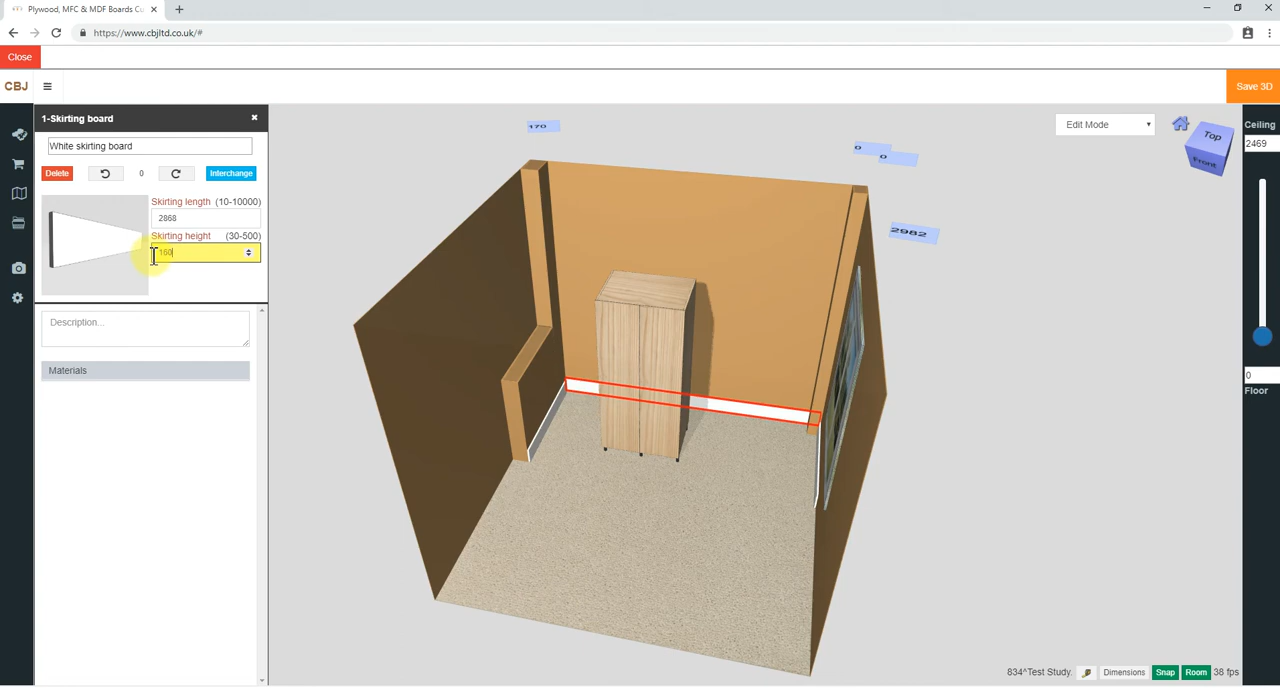 Plywood, MFC & MDF Boards Cu
https://www.cbjltd.co.uk/#
Close
CBJ
Save 3D
1-Skirting board
White skirting board
Delete
0
Interchange
Skirting length (10-10000)
2868
Skirting height (30-500)
160
Description...
Materials
170
0
0
2982
Edit Mode
Top
Front
Ceiling
2469
0
Floor
834^Test Study.
Dimensions
Snap
Room
38 fps